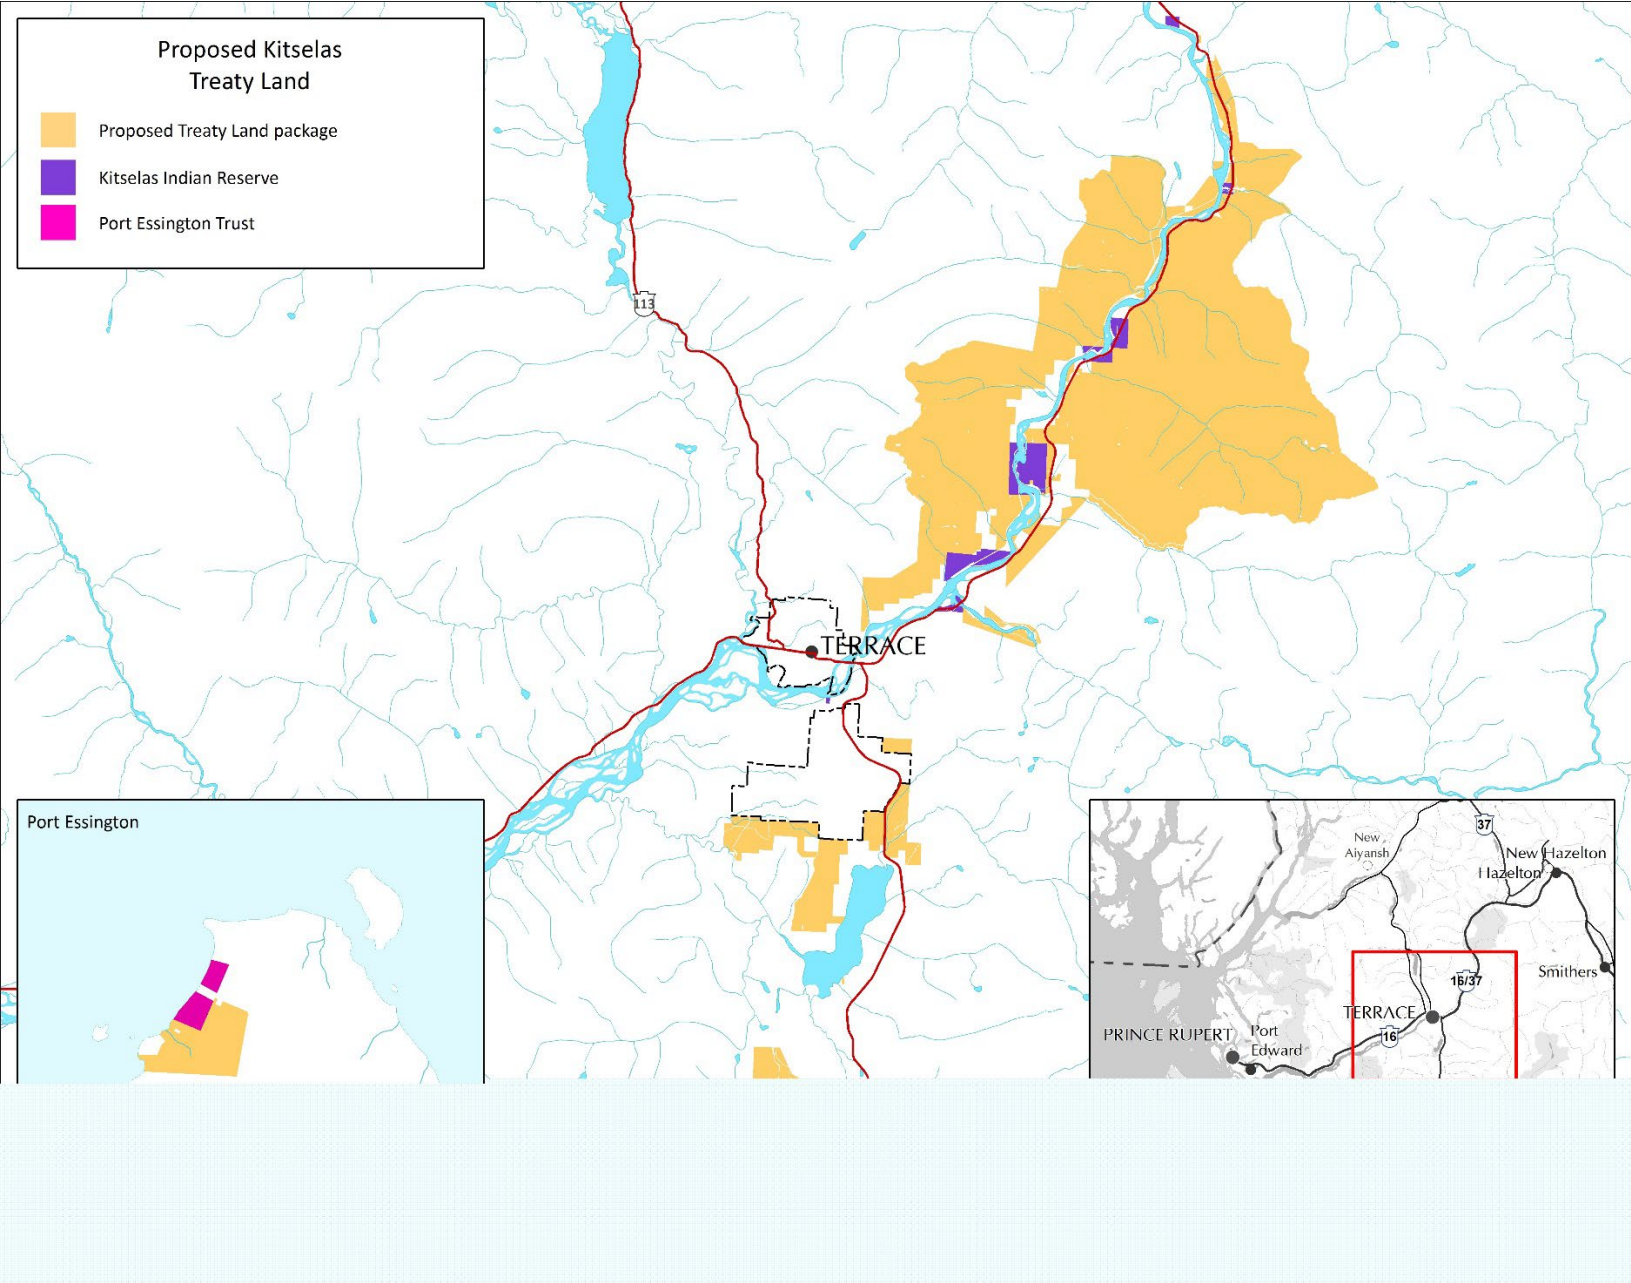 Proposed Kitselas
Treaty Land
Proposed Treaty Land package
Kitselas Indian Reserve
Port Essington Trust
113
TERRACE
Port Essington
37
New
Aiyansh
New Hazelton
Hazelton
Smithers
16/37
TERRACE
16
PRINCE RUPERT
Port
Edward